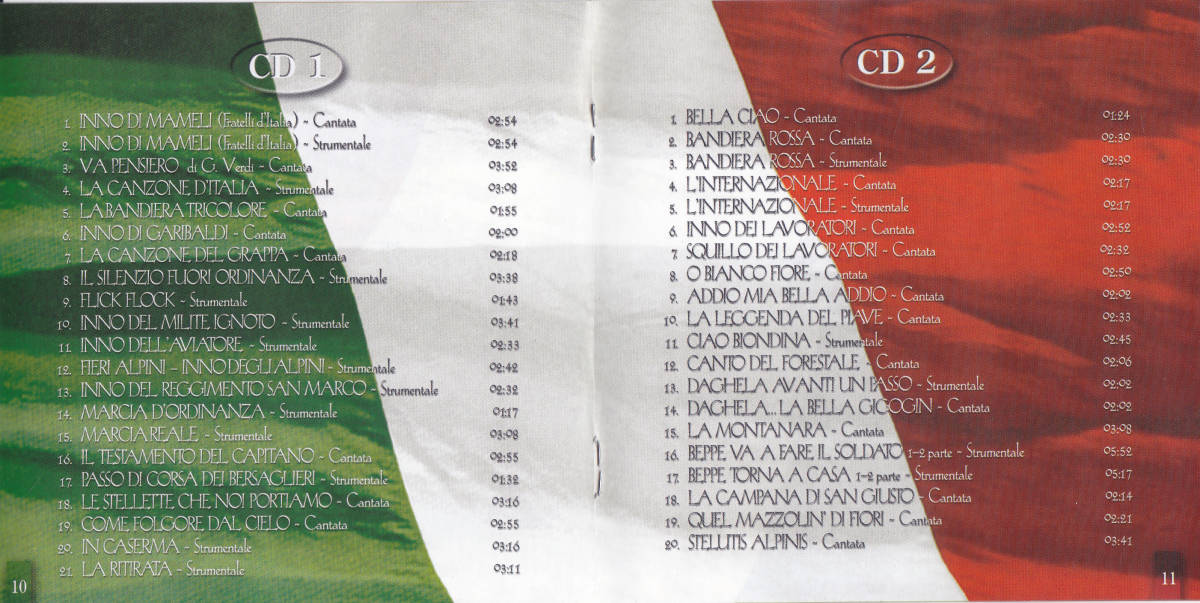 CD 1
1. INNO DI MAMELI (Fratelli d'Italia) - Cantata 02:54
2. INNO DI MAMELI (Fratelli d'Italia) - Strumentale 02:54
3. VA PENSIERO di G. Verdi - Cantata 03:52
4. LA CANZONE D'ITALIA - Strumentale 03:08
5. LA BANDIERA TRICOLORE - Cantata 01:55
6. INNO DI GARIBALDI - Cantata 02:00
7. LA CANZONE DEL GRAPPA - Cantata 02:18
8. IL SILENZIO FUORI ORDINANZA - Strumentale 03:38
9. FLICK FLOCK - Strumentale 01:43
10. INNO DEL MILITE IGNOTO - Strumentale 03:41
11. INNO DELL'AVIATORE - Strumentale 02:33
12. FIERI ALPINI - INNO DEGLI ALPINI - Strumentale 02:42
13. INNO DEL REGGIMENTO SAN MARCO - Strumentale 02:32
14. MARCIA D'ORDINANZA - Strumentale 01:17
15. MARCIA REALE - Strumentale 03:08
16. IL TESTAMENTO DEL CAPITANO - Cantata 02:55
17. PASSO DI CORSA DEI BERSAGLIERI - Strumentale 01:32
18. LE STELLETTE CHE NOI PORTIAMO - Cantata 03:16
19. COME FOLGORE DAL CIELO - Cantata 02:55
20. IN CASERMA - Strumentale 03:16
21. LA RITIRATA - Strumentale 03:11
10
CD 2
1. BELLA CIAO - Cantata 01:24
2. BANDIERA ROSSA - Cantata 02:30
3. BANDIERA ROSSA - Strumentale 02:30
4. L'INTERNAZIONALE - Cantata 02:17
5. L'INTERNAZIONALE - Strumentale 02:17
6. INNO DEI LAVORATORI - Cantata 02:52
7. SQUILLO DEI LAVORATORI - Cantata 02:32
8. O BIANCO FIORE - Cantata 02:50
9. ADDIO MIA BELLA ADDIO - Cantata 02:02
10. LA LEGGENDA DEL PIAVE - Cantata 02:33
11. CIAO BIONDINA - Strumentale 02:45
12. CANTO DEL FORESTALE - Cantata 02:06
13. DAGHELA AVANTI UN PASSO - Strumentale 02:02
14. DAGHELA... LA BELLA GIGOGIN - Cantata 02:02
15. LA MONTANARA - Cantata 03:08
16. BEPPE VA A FARE IL SOLDATO 1-2 parte - Strumentale 05:52
17. BEPPE TORNA A CASA 1-2 parte - Strumentale 05:17
18. LA CAMPANA DI SAN GIUSTO - Cantata 02:14
19. QUEL MAZZOLIN' DI FIORI - Cantata 02:21
20. STELUTIS ALPINIS - Cantata 03:41
11